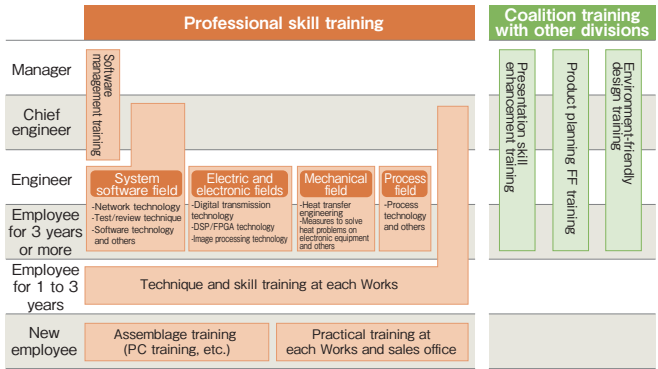 Professional skill training
Coalition training
with other divisions
Manager
Chief
engineer
Engineer
Employee
for 3 years
or more
Employee
for 1 to 3
years
New
employee
Software
management training
System
software field
-Network technology
-Test/review technique
-Software technology
and others
Electric and
electronic fields
-Digital transmission
technology
-DSP/FPGA technology
-Image processing technology
Mechanical
field
-Heat transfer
engineering
-Measures to solve
heat problems on
electronic equipment
and others
Process
field
-Process
technology
and others
Technique and skill training at each Works
Assemblage training
(PC training, etc.)
Practical training at
each Works and sales office
Presentation skill
enhancement training
Product planning FF training
Environment-friendly
design training